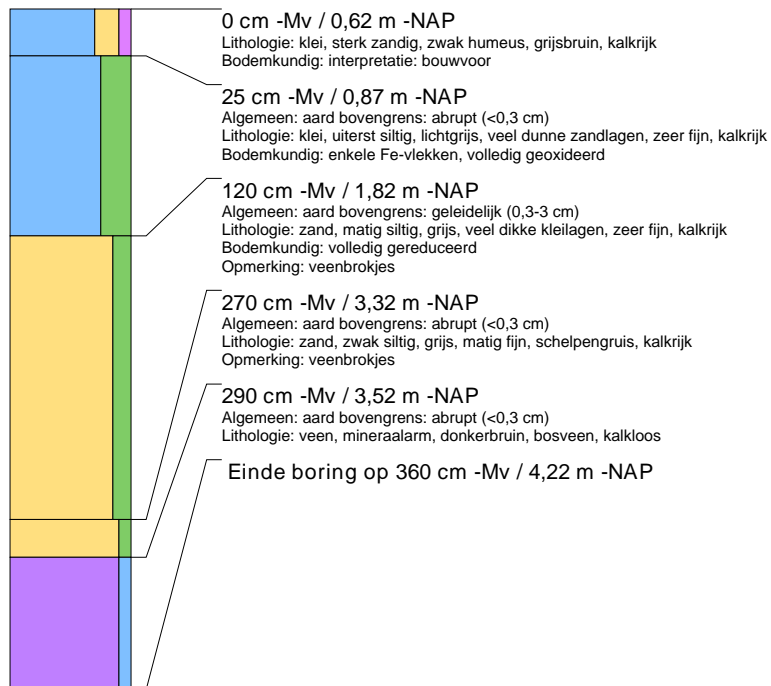 0 cm -Mv / 0,62 m -NAP
Lithologie: klei, sterk zandig, zwak humeus, grijsbruin, kalkrijk
Bodemkundig: interpretatie: bouwvoor
25 cm -Mv / 0,87 m -NAP
Algemeen: aard bovengrens: abrupt (<0,3 cm)
Lithologie: klei, uiterst siltig, lichtgrijs, veel dunne zandlagen, zeer fijn, kalkrijk
Bodemkundig: enkele Fe-vlekken, volledig geoxideerd
120 cm -Mv / 1,82 m -NAP
Algemeen: aard bovengrens: geleidelijk (0,3-3 cm)
Lithologie: zand, matig siltig, grijs, veel dikke kleilagen, zeer fijn, kalkrijk
Bodemkundig: volledig gereduceerd
Opmerking: veenbrokjes
270 cm -Mv / 3,32 m -NAP
Algemeen: aard bovengrens: abrupt (<0,3 cm)
Lithologie: zand, zwak siltig, grijs, matig fijn, schelpengruis, kalkrijk
Opmerking: veenbrokjes
290 cm -Mv / 3,52 m -NAP
Algemeen: aard bovengrens: abrupt (<0,3 cm)
Lithologie: veen, mineraalarm, donkerbruin, bosveen, kalkloos
Einde boring op 360 cm -Mv / 4,22 m -NAP